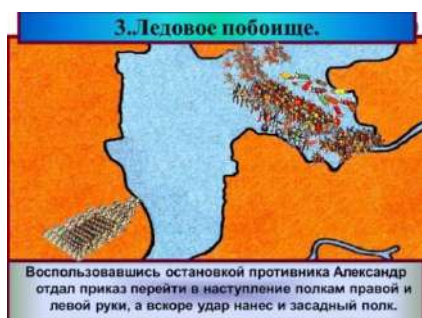 3.Ледовое побоище.
Воспользовавшись остановкой противника Александр
отдал приказ перейти в наступление полкам правой и
левой руки, а вскоре удар нанес и засадный полк.